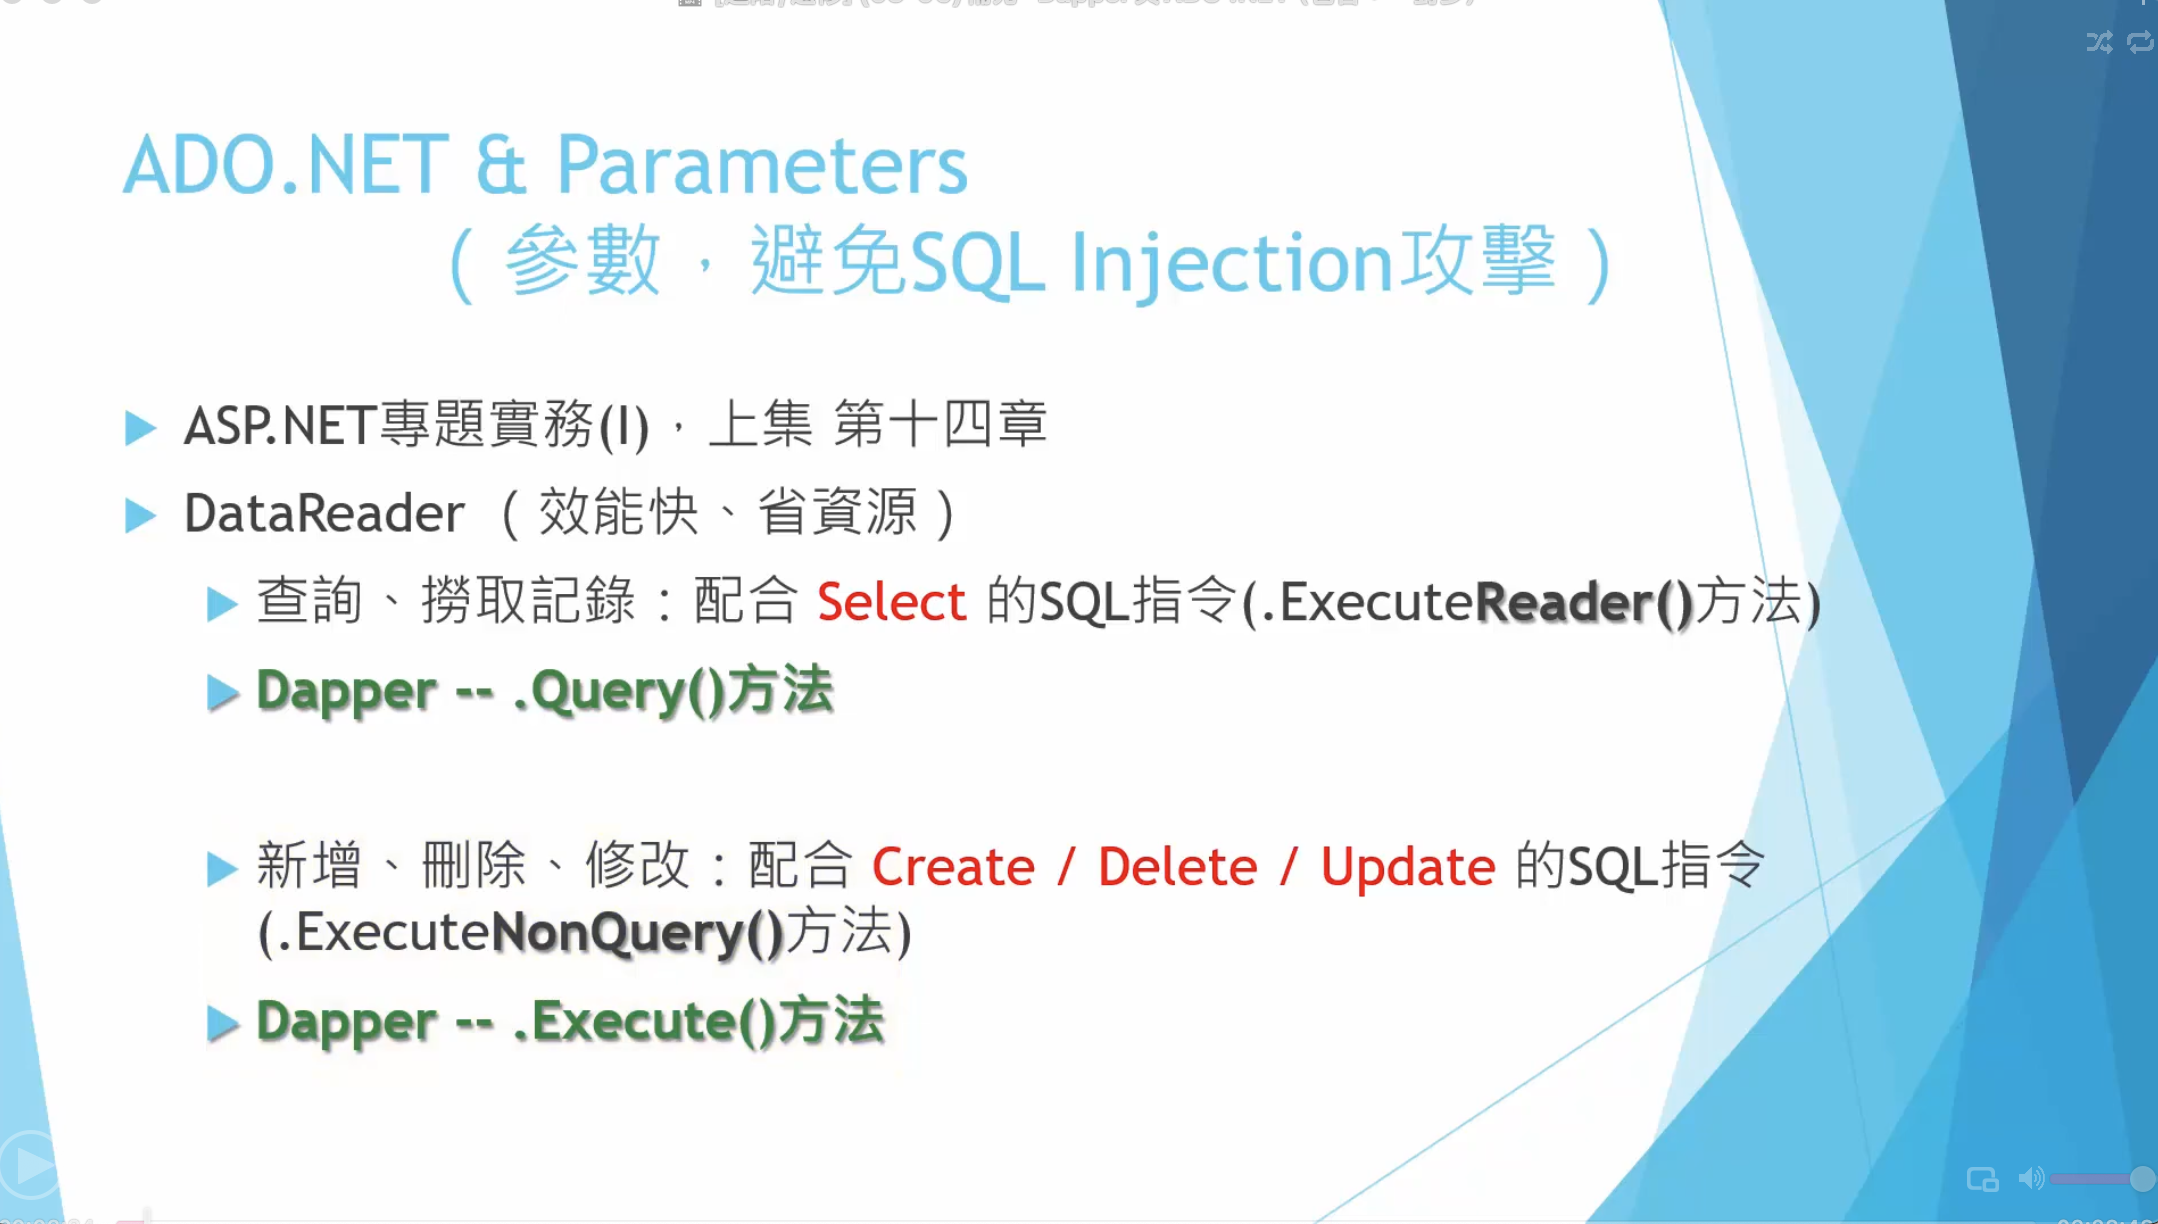 ADO.NET & Parameters
（參數，避免SQL Injection攻擊）
ASP.NET專題實務(I)，上集 第十四章
DataReader （效能快、省資源）
查詢、撈取記錄：配合 Select 的SQL指令(.ExecuteReader()方法)
Dapper -- .Query()方法
新增、刪除、修改：配合 Create / Delete / Update 的SQL指令
(.ExecuteNonQuery()方法)
Dapper -- .Execute()方法